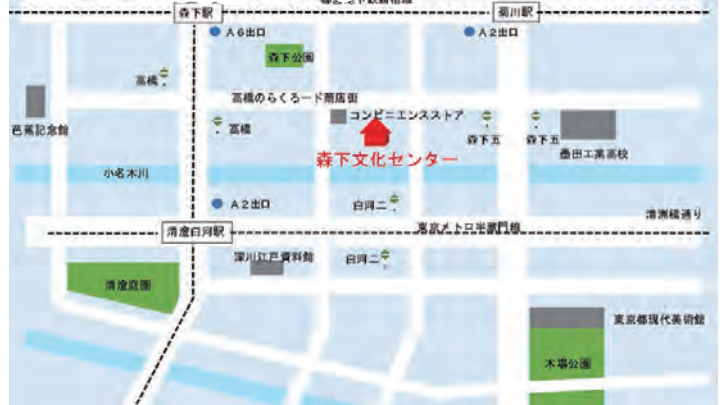 森下駅
菊川駅
A6出口
A2出口
森下公園
高橋
高橋のらくろード商店街
コンビニエンスストア
芭蕉記念館
高橋
森下五
森下五
墨田工業高校
森下文化センター
小名木川
A2出口
白河二
清洲橋通り
清澄白河駅
東京メトロ半蔵門線
深川江戸資料館
白河二
清澄庭園
東京都現代美術館
木場公園